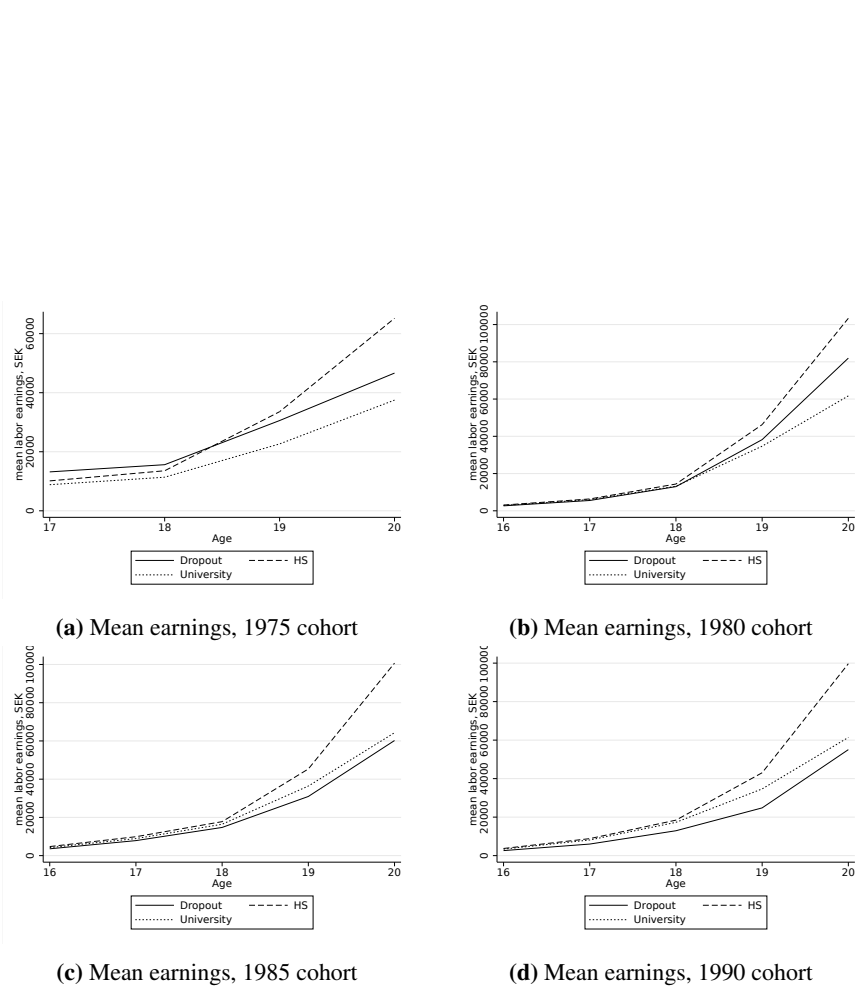 mean labor earnings, SEK
0 20000 40000 60000
17 18 19 20
Age
Dropout HS
University
(a) Mean earnings, 1975 cohort
mean labor earnings, SEK
0 20000 40000 60000 80000 100000
16 17 18 19 20
Age
Dropout HS
University
(b) Mean earnings, 1980 cohort
mean labor earnings, SEK
0 20000 40000 60000 80000 100000
16 17 18 19 20
Age
Dropout HS
University
(c) Mean earnings, 1985 cohort
mean labor earnings, SEK
0 20000 40000 60000 80000 100000
16 17 18 19 20
Age
Dropout HS
University
(d) Mean earnings, 1990 cohort